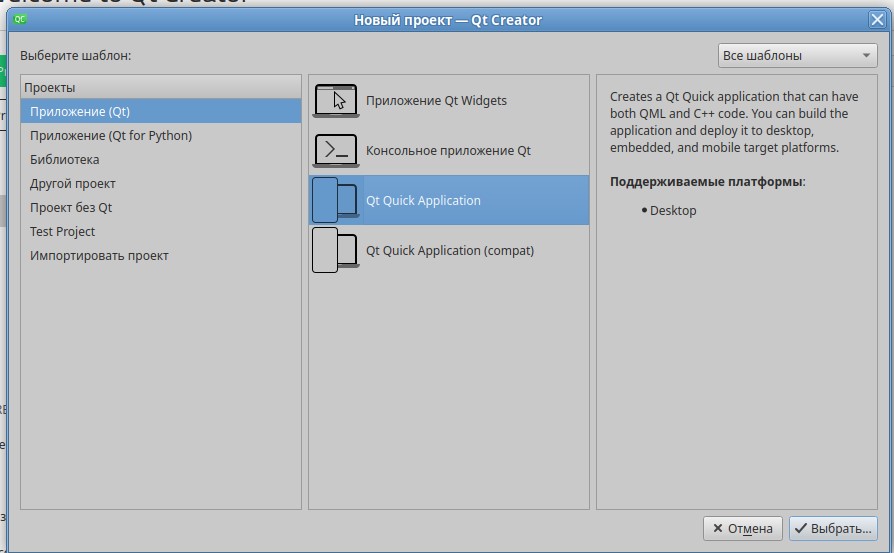 Новый проект — Qt Creator
Выберите шаблон:
Все шаблоны
Проекты
Приложение (Qt)
Приложение (Qt for Python)
Библиотека
Другой проект
Проект без Qt
Test Project
Импортировать проект
Приложение Qt Widgets
Консольное приложение Qt
Qt Quick Application
Qt Quick Application (compat)
Creates a Qt Quick application that can have
both QML and C++ code. You can build the
application and deploy it to desktop,
embedded, and mobile target platforms.
Поддерживаемые платформы:
• Desktop
Отмена
Выбрать...